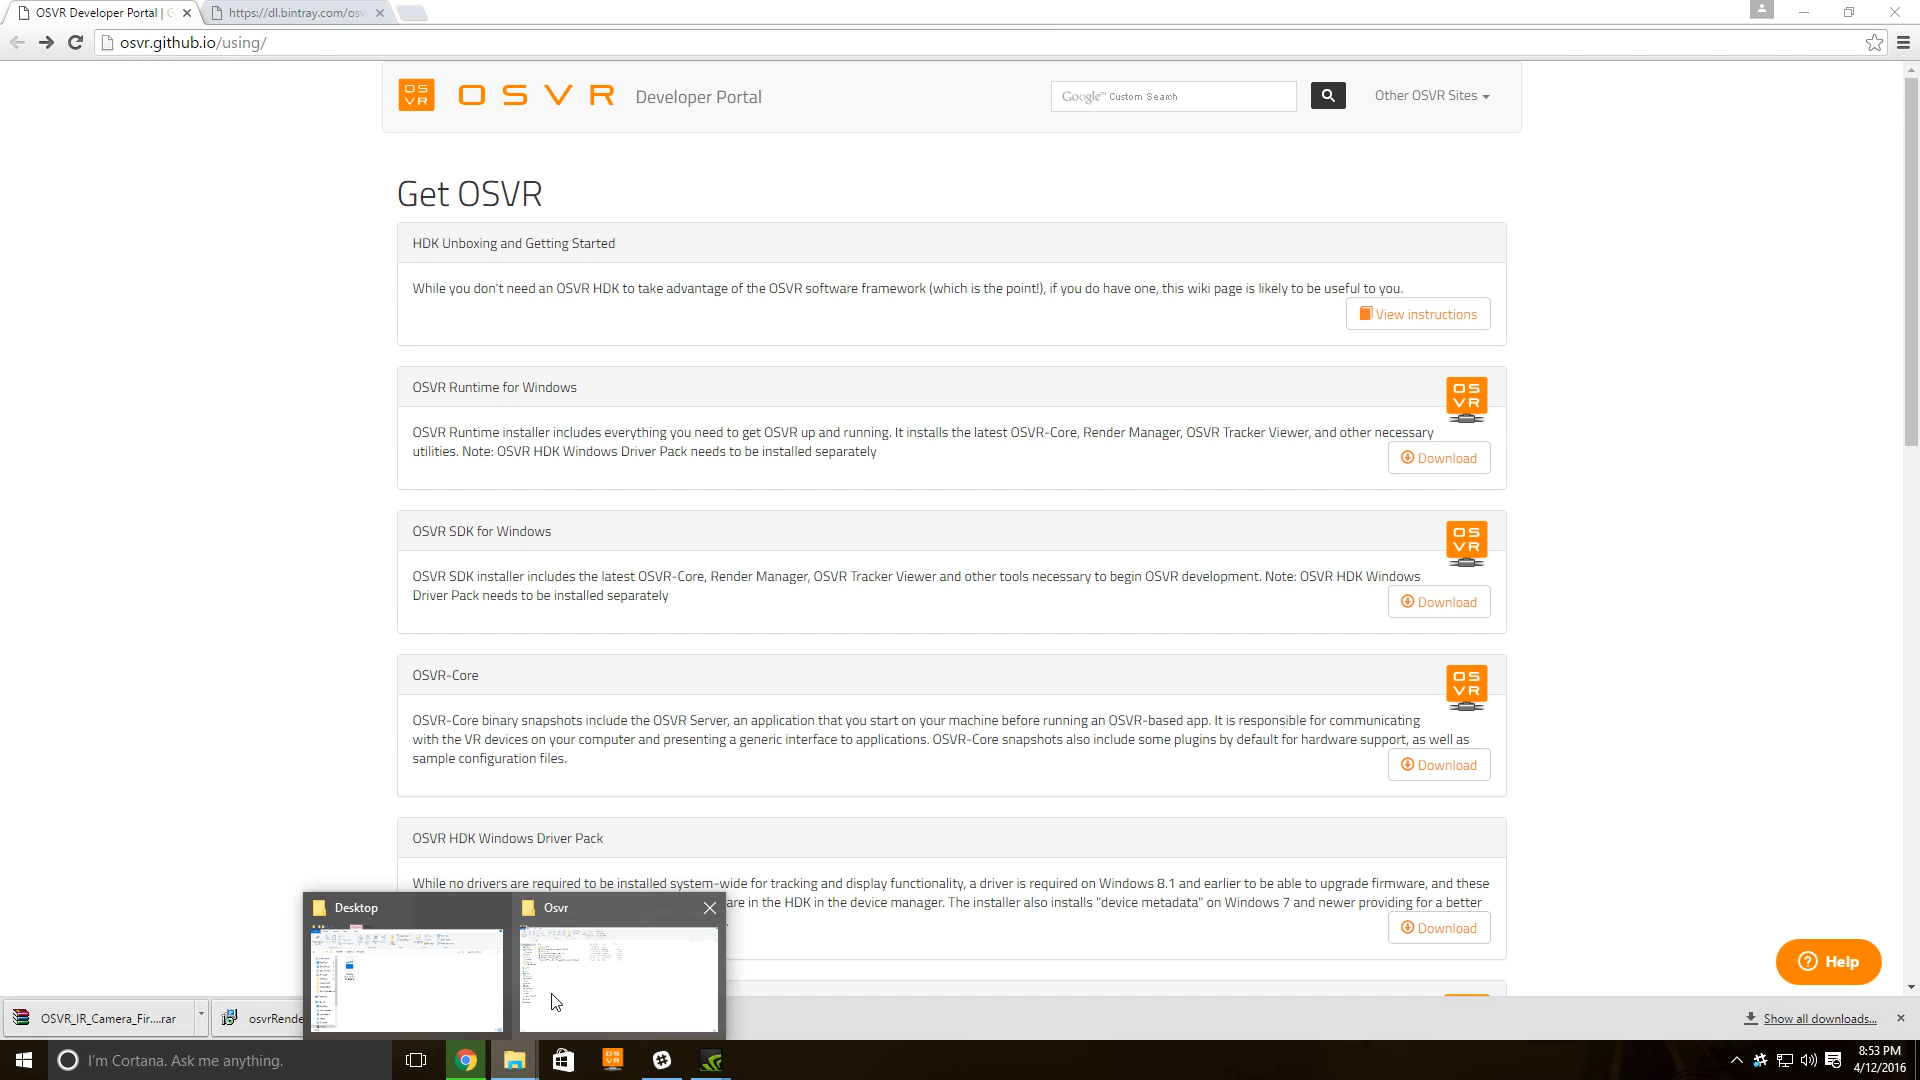 OSVR Developer Portal | G
https://dl.bintray.com/osv
osvr.github.io/using/
OS
VR
OSVR
Developer Portal
Google™ Custom Search
Other OSVR Sites
Get OSVR
HDK Unboxing and Getting Started
While you don't need an OSVR HDK to take advantage of the OSVR software framework (which is the point!), if you do have one, this wiki page is likely to be useful to you.
View instructions
OSVR Runtime for Windows
OS
VR
OSVR Runtime installer includes everything you need to get OSVR up and running. It installs the latest OSVR-Core, Render Manager, OSVR Tracker Viewer, and other necessary
utilities. Note: OSVR HDK Windows Driver Pack needs to be installed separately
Download
OSVR SDK for Windows
OS
VR
OSVR SDK installer includes the latest OSVR-Core, Render Manager, OSVR Tracker Viewer and other tools necessary to begin OSVR development. Note: OSVR HDK Windows
Driver Pack needs to be installed separately
Download
OSVR-Core
OS
VR
OSVR-Core binary snapshots include the OSVR Server, an application that you start on your machine before running an OSVR-based app. It is responsible for communicating
with the VR devices on your computer and presenting a generic interface to applications. OSVR-Core snapshots also include some plugins by default for hardware support, as well as
sample configuration files.
Download
OSVR HDK Windows Driver Pack
While no drivers are required to be installed system-wide for tracking and display functionality, a driver is required on Windows 8.1 and earlier to be able to upgrade firmware, and these
are in the HDK in the device manager. The installer also installs "device metadata" on Windows 7 and newer providing for a better
Download
Desktop
Osvr
Help
OSVR_IR_Camera_Fir....rar
osvrRende
Show all downloads...
I'm Cortana. Ask me anything.
OS
VR
8:53 PM
4/12/2016